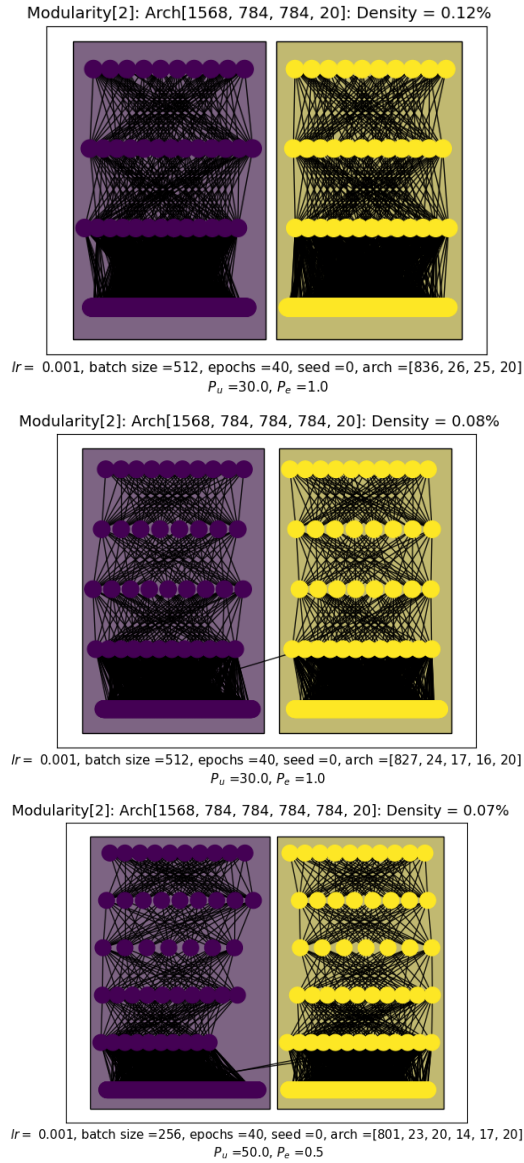 Modularity[2]: Arch[1568, 784, 784, 20]: Density = 0.12%
lr = 0.001, batch size =512, epochs =40, seed =0, arch =[836, 26, 25, 20]
Pᵤ =30.0, Pₑ =1.0
Modularity[2]: Arch[1568, 784, 784, 784, 20]: Density = 0.08%
lr = 0.001, batch size =512, epochs =40, seed =0, arch =[827, 24, 17, 16, 20]
Pᵤ =30.0, Pₑ =1.0
Modularity[2]: Arch[1568, 784, 784, 784, 784, 20]: Density = 0.07%
lr = 0.001, batch size =256, epochs =40, seed =0, arch =[801, 23, 20, 14, 17, 20]
Pᵤ =50.0, Pₑ =0.5